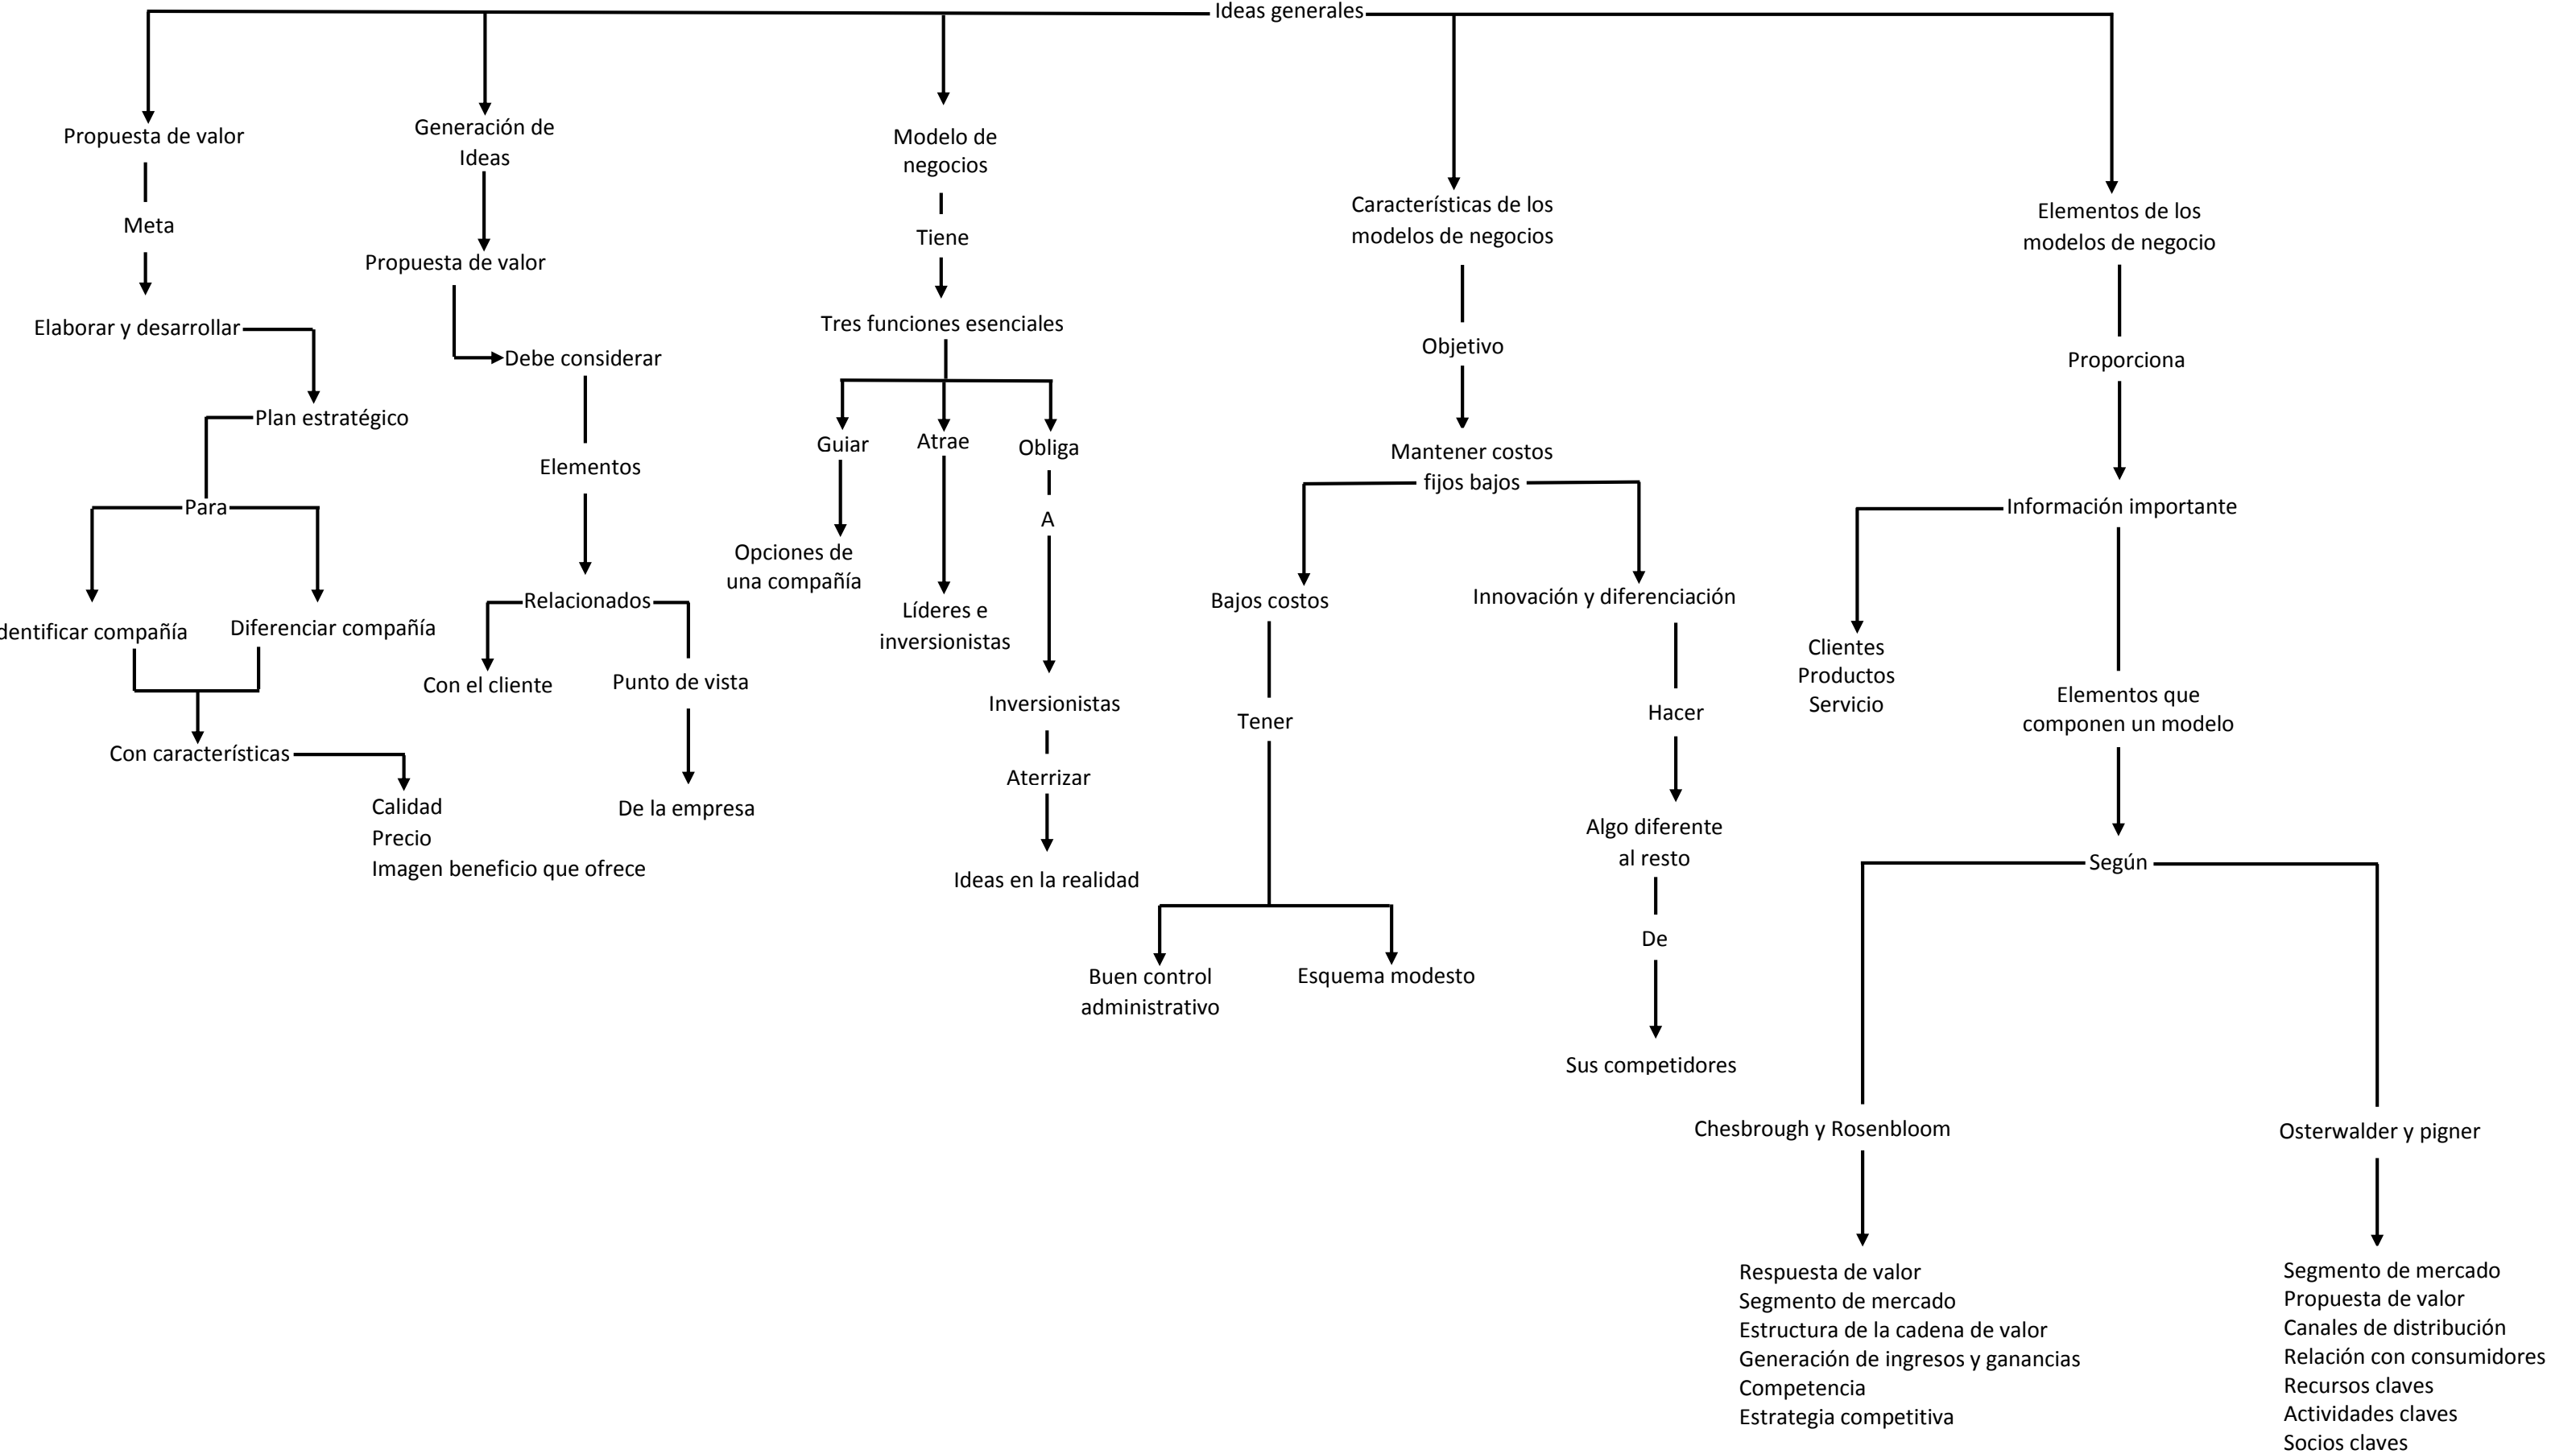 Ideas generales
Propuesta de valor
Meta
Elaborar y desarrollar
Plan estratégico
Para
dentificar compañía
Diferenciar compañía
Con características
Calidad
Precio
Imagen beneficio que ofrece
Generación de
Ideas
Propuesta de valor
Debe considerar
Elementos
Relacionados
Con el cliente
Punto de vista
De la empresa
Modelo de
negocios
Tiene
Tres funciones esenciales
Guiar
Opciones de
una compañía
Atrae
Líderes e
inversionistas
Obliga
A
Inversionistas
Aterrizar
Ideas en la realidad
Características de los
modelos de negocios
Objetivo
Mantener costos
fijos bajos
Bajos costos
Tener
Buen control
administrativo
Esquema modesto
Innovación y diferenciación
Hacer
Algo diferente
al resto
De
Sus competidores
Elementos de los
modelos de negocio
Proporciona
Información importante
Clientes
Productos
Servicio
Elementos que
componen un modelo
Según
Chesbrough y Rosenbloom
Respuesta de valor
Segmento de mercado
Estructura de la cadena de valor
Generación de ingresos y ganancias
Competencia
Estrategia competitiva
Osterwalder y pigner
Segmento de mercado
Propuesta de valor
Canales de distribución
Relación con consumidores
Recursos claves
Actividades claves
Socios claves